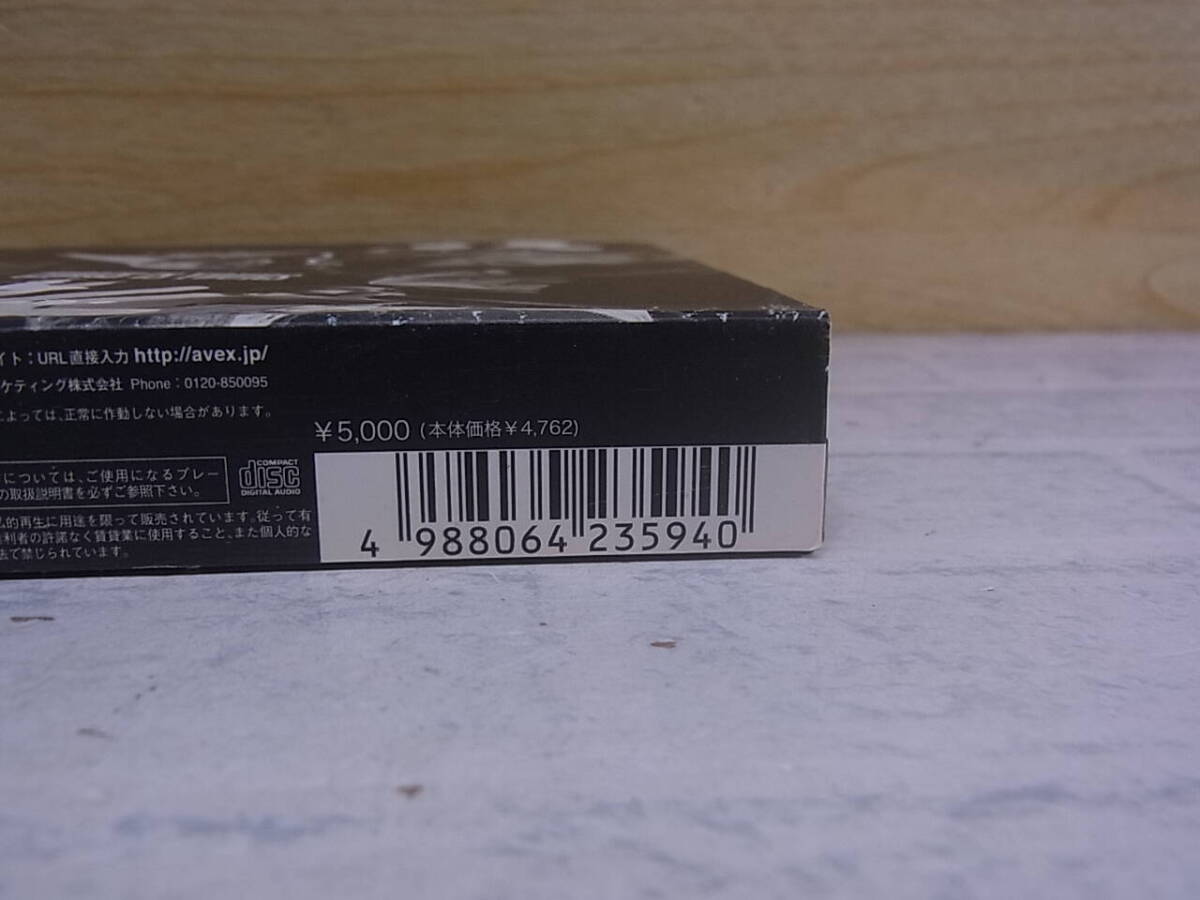 イト：URL直接入力 http://avex.jp/
ケティング株式会社 Phone：0120-850095
よっては、正常に作動しない場合があります。
¥5,000 (本体価格¥4,762)
については、ご使用になるプレー
の取扱説明書を必ずご参照下さい。
COMPACT
disc
DIGITAL AUDIO
的再生に用途を限って販売されています。従って有
利者の許諾なく賃貸業に使用すること、また個人的な
法で禁じられています。
4 988064 235940